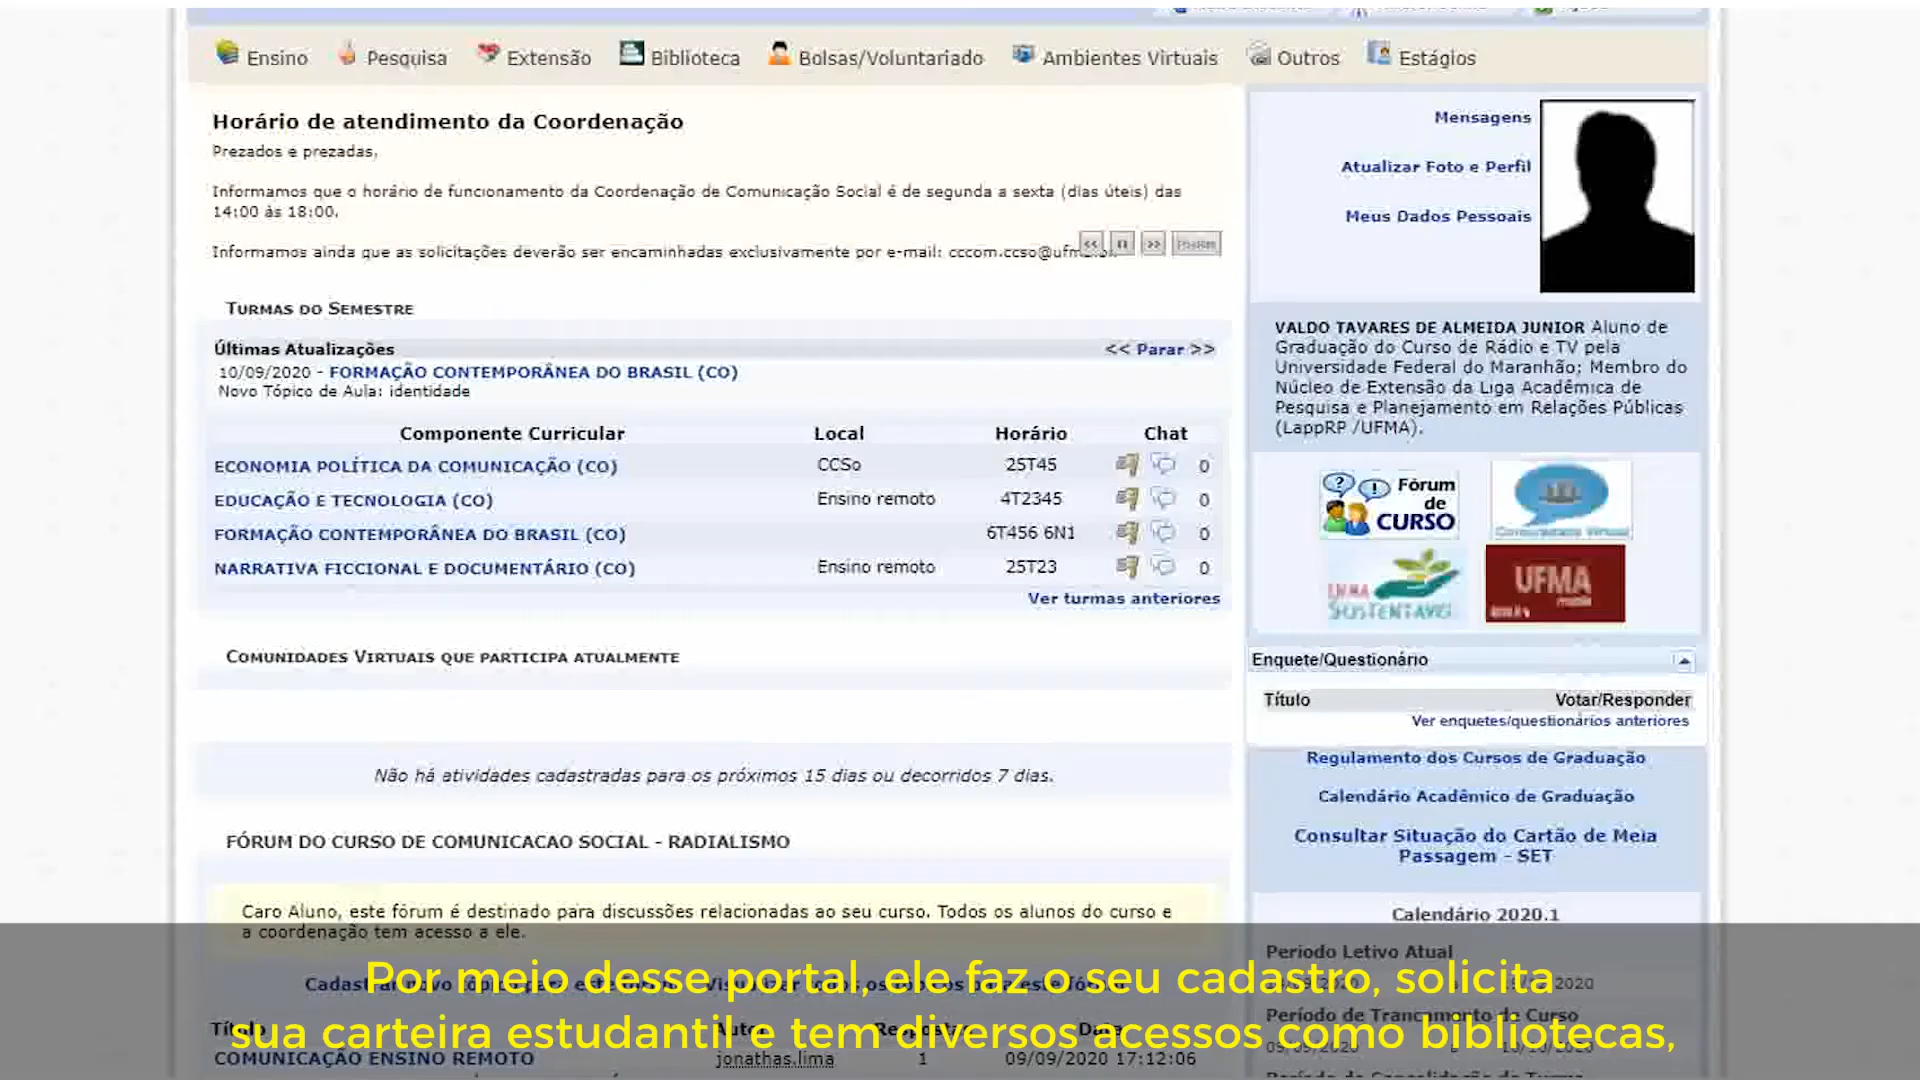 Ensino Pesquisa Extensão Biblioteca Bolsas/Voluntariado Ambientes Virtuais Outros Estágios
Horário de atendimento da Coordenação
Prezados e prezadas,
Informamos que o horário de funcionamento da Coordenação de Comunicação Social é de segunda a sexta (dias úteis) das
14:00 às 18:00.
Informamos ainda que as solicitações deverão ser encaminhadas exclusivamente por e-mail:
<< >>
TURMAS DO SEMESTRE
Últimas Atualizações << Parar >>
10/09/2020 - FORMAÇÃO CONTEMPORÂNEA DO BRASIL (CO)
Novo Tópico de Aula: identidade
Componente Curricular Local Horário Chat
ECONOMIA POLÍTICA DA COMUNICAÇÃO (CO) CCSo 25T45 0
EDUCAÇÃO E TECNOLOGIA (CO) Ensino remoto 4T2345 0
FORMAÇÃO CONTEMPORÂNEA DO BRASIL (CO) 6T456 6N1 0
NARRATIVA FICCIONAL E DOCUMENTÁRIO (CO) Ensino remoto 25T23 0
Ver turmas anteriores
COMUNIDADES VIRTUAIS QUE PARTICIPA ATUALMENTE
Não há atividades cadastradas para os próximos 15 dias ou decorridos 7 dias.
FÓRUM DO CURSO DE COMUNICACAO SOCIAL - RADIALISMO
Caro Aluno, este fórum é destinado para discussões relacionadas ao seu curso. Todos os alunos do curso e
a coordenação tem acesso a ele.
COMUNICAÇÃO ENSINO REMOTO jonathas.lima 1 09/09/2020 17:12:06
Mensagens
Atualizar Foto e Perfil
Meus Dados Pessoais
VALDO TAVARES DE ALMEIDA JUNIOR Aluno de
Graduação do Curso de Rádio e TV pela
Universidade Federal do Maranhão; Membro do
Núcleo de Extensão da Liga Acadêmica de
Pesquisa e Planejamento em Relações Públicas
(LappRP /UFMA).
Fórum
de
CURSO
Comunidade Virtual
UFMA
SUSTENTÁVEL
UFMA
Enquete/Questionário
Título Votar/Responder
Ver enquetes/questionários anteriores
Regulamento dos Cursos de Graduação
Calendário Acadêmico de Graduação
Consultar Situação do Cartão de Meia
Passagem - SET
Calendário 2020.1
Período Letivo Atual
Período de Trancamento de Curso
Por meio desse portal, ele faz o seu cadastro, solicita
sua carteira estudantil e tem diversos acessos como bibliotecas,